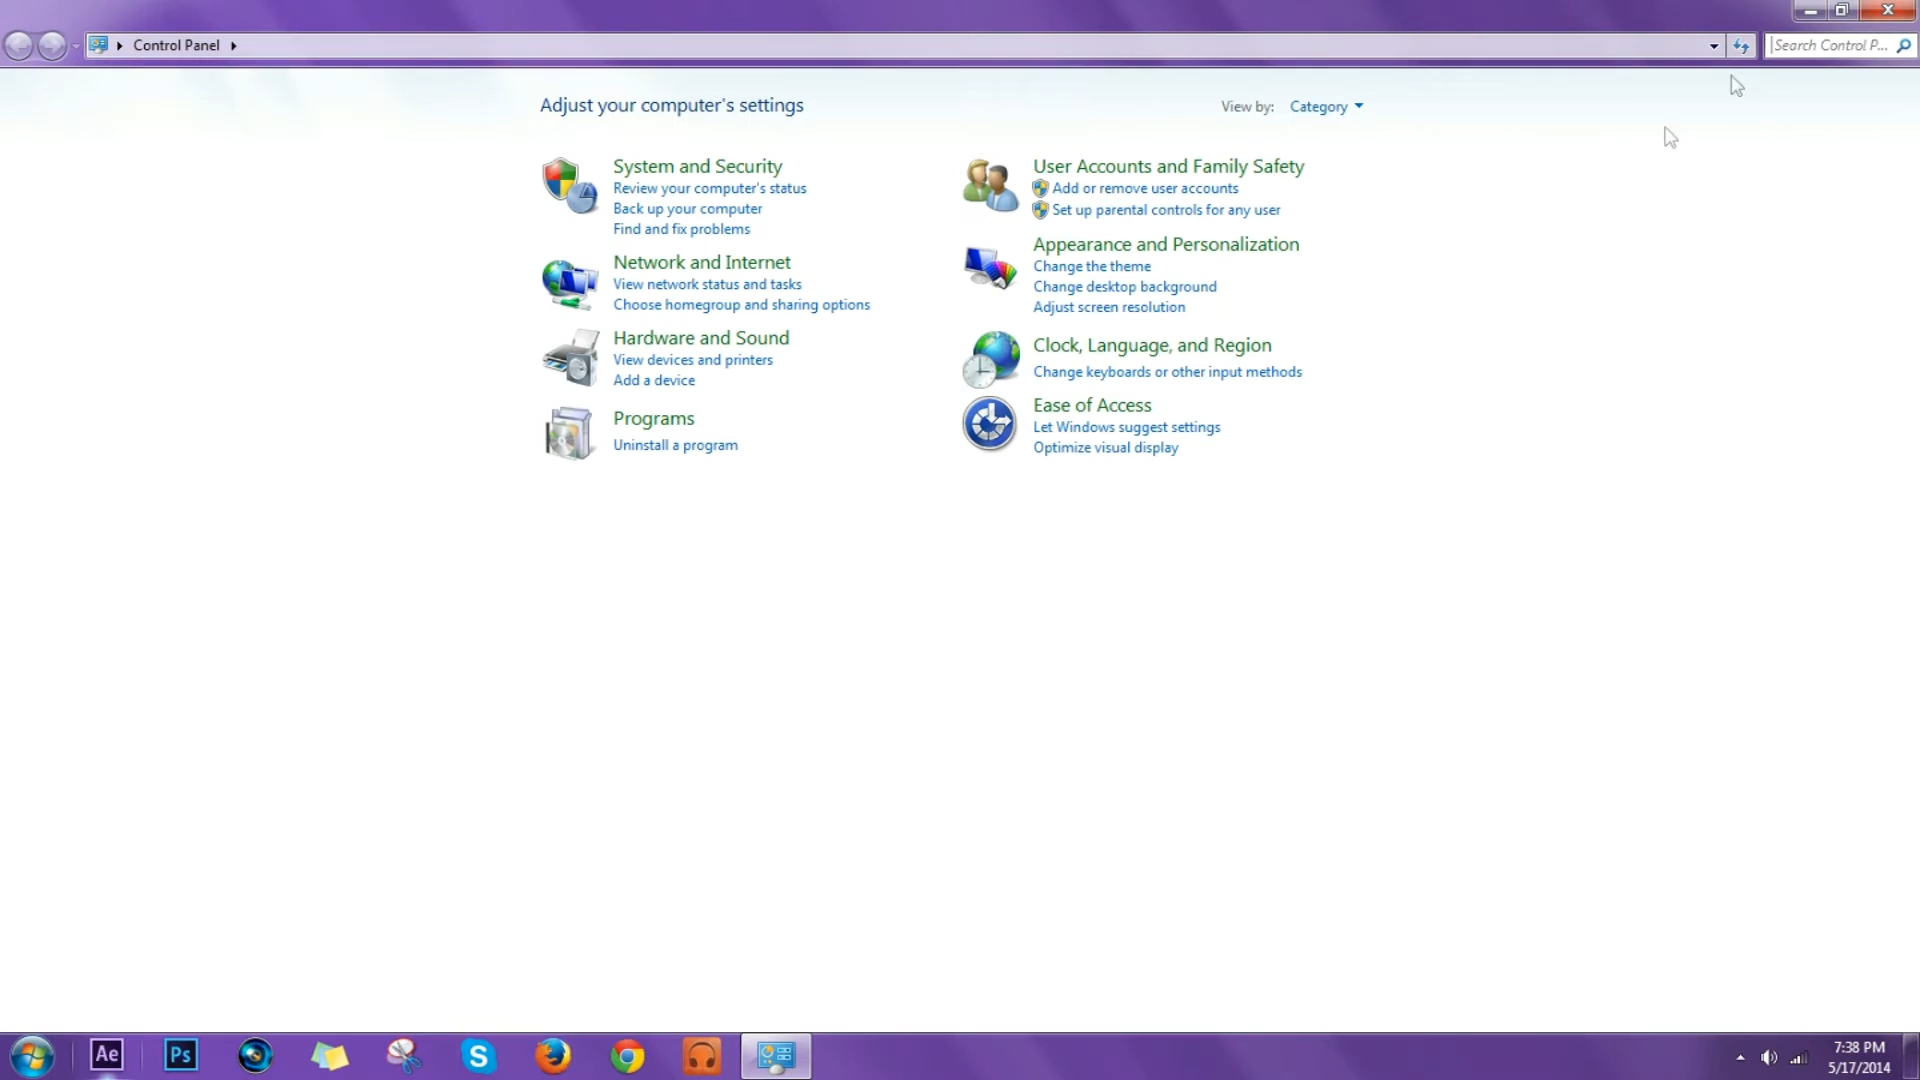 Control Panel
Search Control P...
Adjust your computer's settings
View by: Category
System and Security
Review your computer's status
Back up your computer
Find and fix problems
Network and Internet
View network status and tasks
Choose homegroup and sharing options
Hardware and Sound
View devices and printers
Add a device
Programs
Uninstall a program
User Accounts and Family Safety
Add or remove user accounts
Set up parental controls for any user
Appearance and Personalization
Change the theme
Change desktop background
Adjust screen resolution
Clock, Language, and Region
Change keyboards or other input methods
Ease of Access
Let Windows suggest settings
Optimize visual display
Ae
Ps
S
7:38 PM
5/17/2014